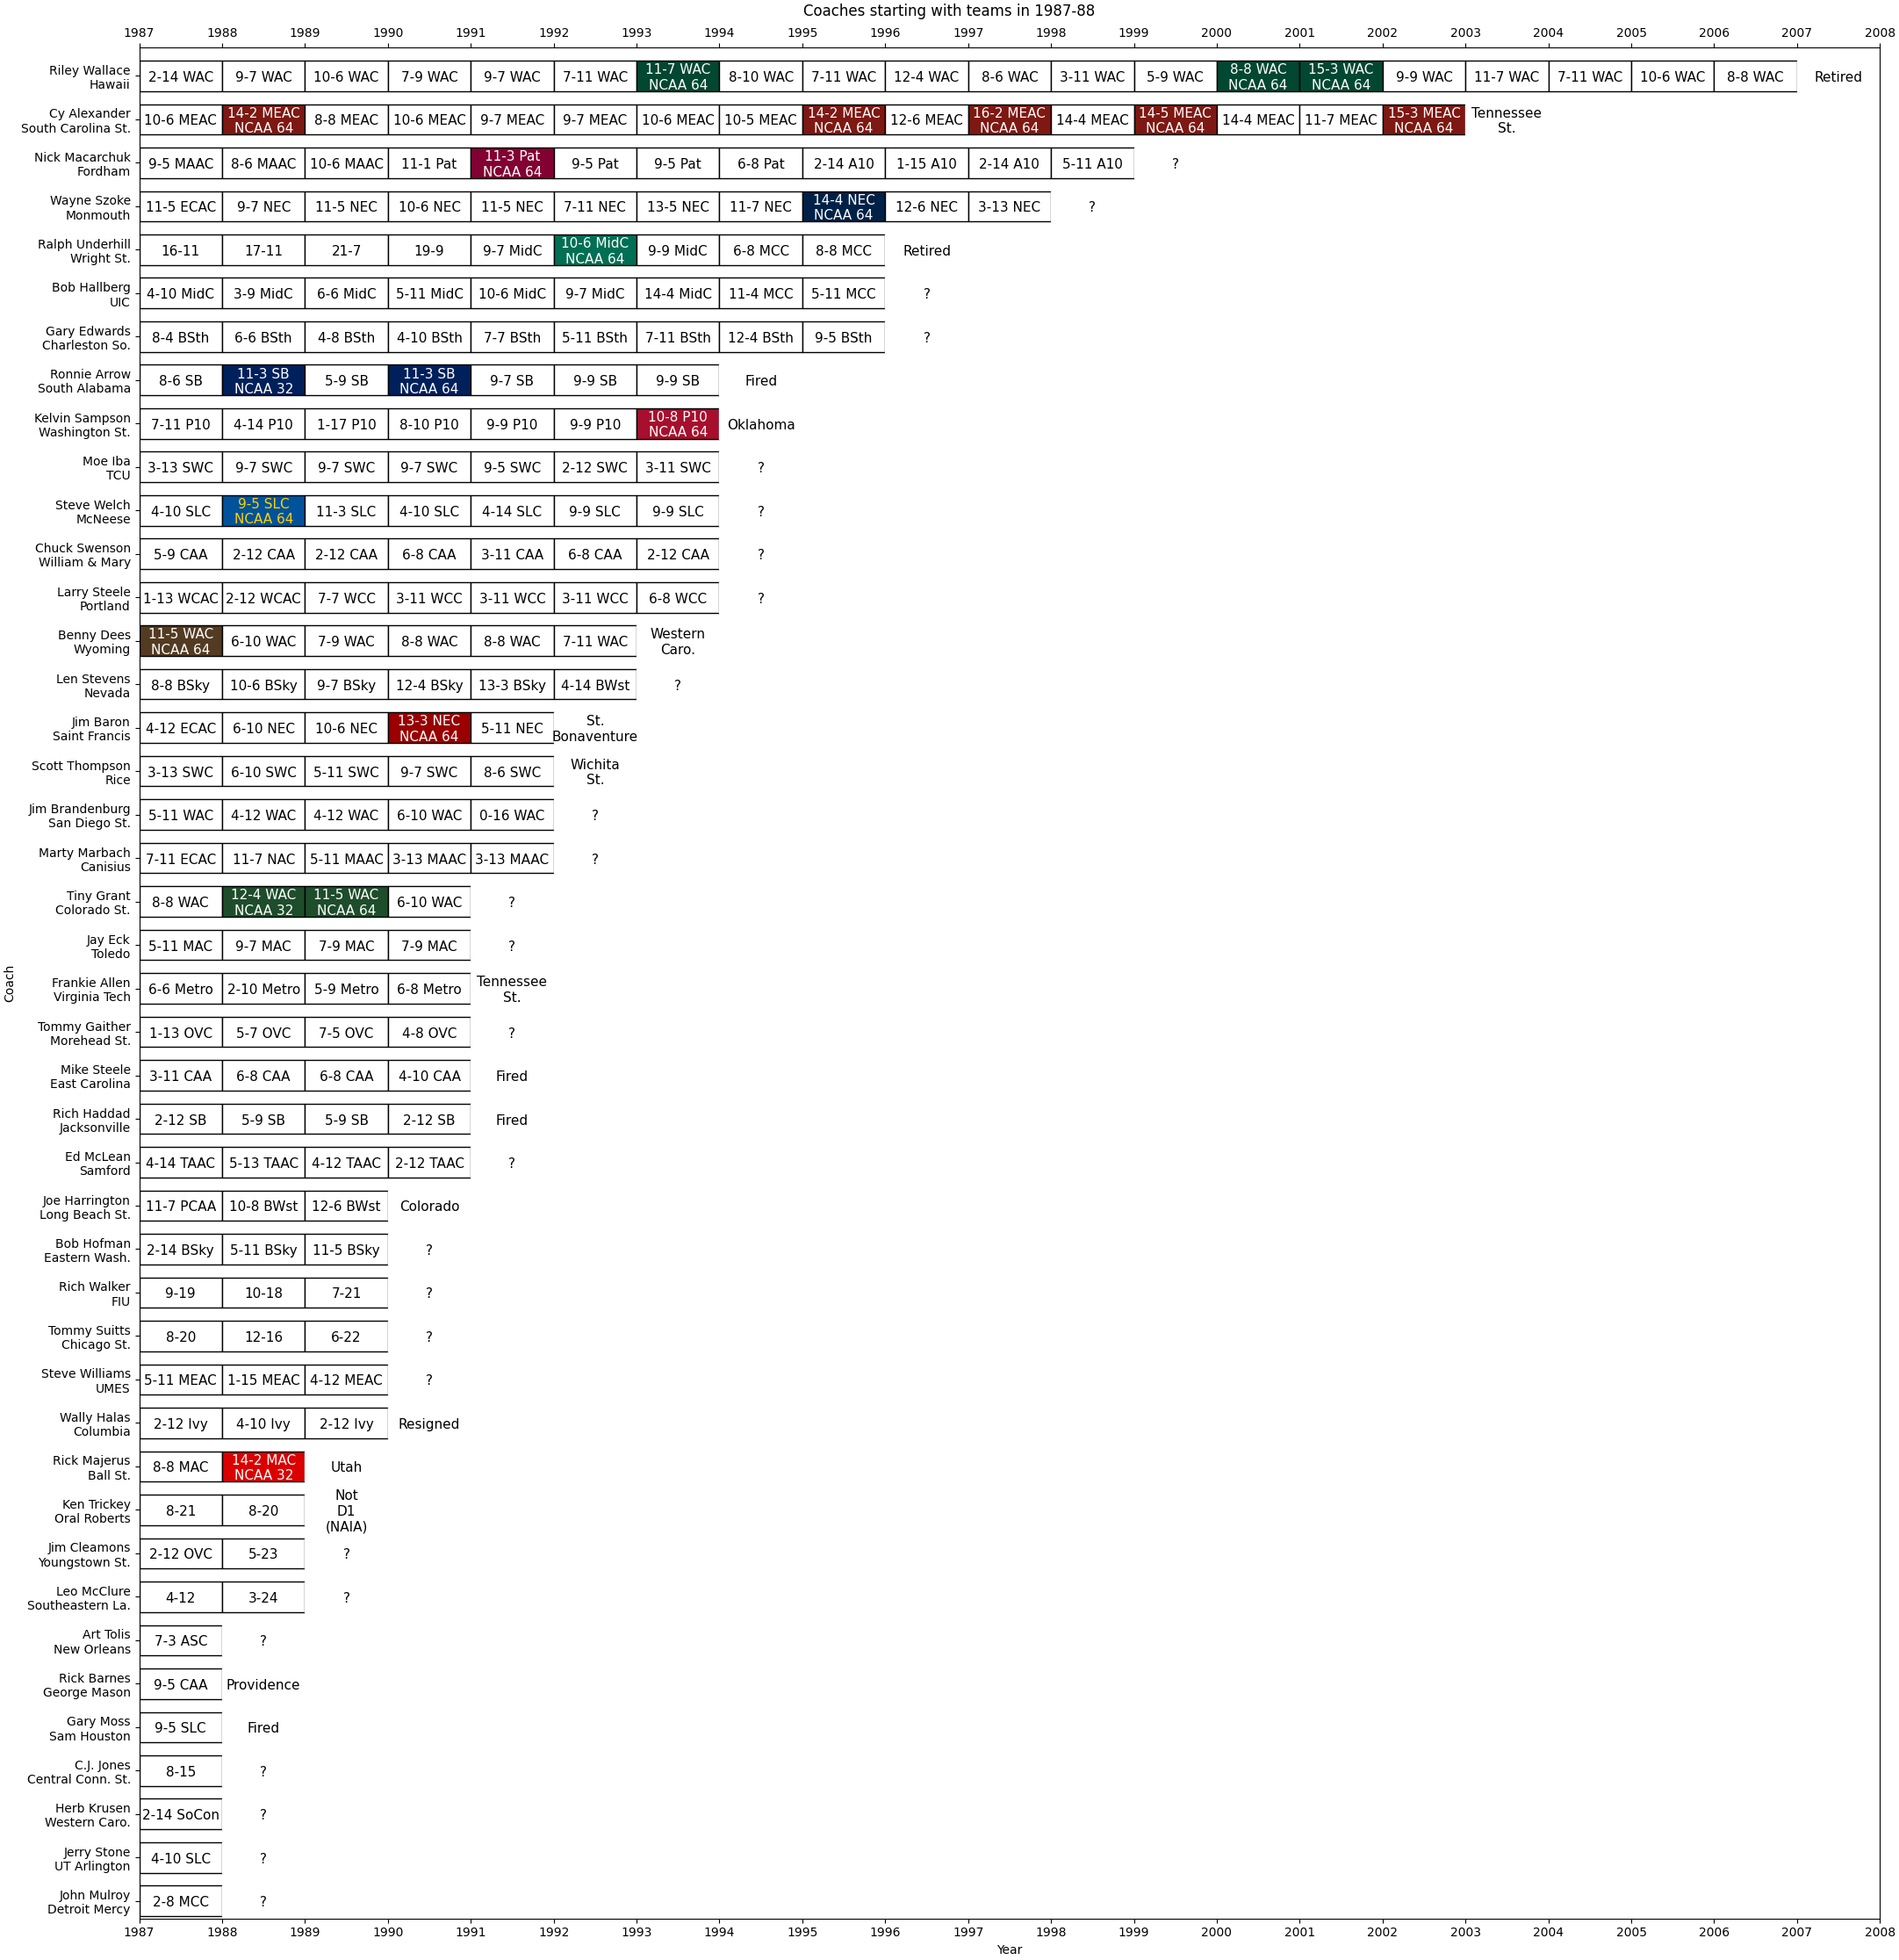 Coaches starting with teams in 1987-88
1987 1988 1989 1990 1991 1992 1993 1994 1995 1996 1997 1998 1999 2000 2001 2002 2003 2004 2005 2006 2007 2008
Riley Wallace
Hawaii
2-14 WAC 9-7 WAC 10-6 WAC 7-9 WAC 9-7 WAC 7-11 WAC 11-7 WAC NCAA 64 8-10 WAC 7-11 WAC 12-4 WAC 8-6 WAC 3-11 WAC 5-9 WAC 8-8 WAC NCAA 64 15-3 WAC NCAA 64 9-9 WAC 11-7 WAC 7-11 WAC 10-6 WAC 8-8 WAC Retired
Cy Alexander
South Carolina St.
10-6 MEAC 14-2 MEAC NCAA 64 8-8 MEAC 10-6 MEAC 9-7 MEAC 9-7 MEAC 10-6 MEAC 10-5 MEAC 14-2 MEAC NCAA 64 12-6 MEAC 16-2 MEAC NCAA 64 14-4 MEAC 14-5 MEAC NCAA 64 14-4 MEAC 11-7 MEAC 15-3 MEAC NCAA 64 Tennessee St.
Nick Macarchuk
Fordham
9-5 MAAC 8-6 MAAC 10-6 MAAC 11-1 Pat 11-3 Pat NCAA 64 9-5 Pat 9-5 Pat 6-8 Pat 2-14 A10 1-15 A10 2-14 A10 5-11 A10 ?
Wayne Szoke
Monmouth
11-5 ECAC 9-7 NEC 11-5 NEC 10-6 NEC 11-5 NEC 7-11 NEC 13-5 NEC 11-7 NEC 14-4 NEC NCAA 64 12-6 NEC 3-13 NEC ?
Ralph Underhill
Wright St.
16-11 17-11 21-7 19-9 9-7 MidC 10-6 MidC NCAA 64 9-9 MidC 6-8 MCC 8-8 MCC Retired
Bob Hallberg
UIC
4-10 MidC 3-9 MidC 6-6 MidC 5-11 MidC 10-6 MidC 9-7 MidC 14-4 MidC 11-4 MCC 5-11 MCC ?
Gary Edwards
Charleston So.
8-4 BSth 6-6 BSth 4-8 BSth 4-10 BSth 7-7 BSth 5-11 BSth 7-11 BSth 12-4 BSth 9-5 BSth ?
Ronnie Arrow
South Alabama
8-6 SB 11-3 SB NCAA 32 5-9 SB 11-3 SB NCAA 64 9-7 SB 9-9 SB 9-9 SB Fired
Kelvin Sampson
Washington St.
7-11 P10 4-14 P10 1-17 P10 8-10 P10 9-9 P10 9-9 P10 10-8 P10 NCAA 64 Oklahoma
Moe Iba
TCU
3-13 SWC 9-7 SWC 9-7 SWC 9-7 SWC 9-5 SWC 2-12 SWC 3-11 SWC ?
Steve Welch
McNeese
4-10 SLC 9-5 SLC NCAA 64 11-3 SLC 4-10 SLC 4-14 SLC 9-9 SLC 9-9 SLC ?
Chuck Swenson
William & Mary
5-9 CAA 2-12 CAA 2-12 CAA 6-8 CAA 3-11 CAA 6-8 CAA 2-12 CAA ?
Larry Steele
Portland
1-13 WCAC 2-12 WCAC 7-7 WCC 3-11 WCC 3-11 WCC 3-11 WCC 6-8 WCC ?
Benny Dees
Wyoming
11-5 WAC NCAA 64 6-10 WAC 7-9 WAC 8-8 WAC 8-8 WAC 7-11 WAC Western Caro.
Len Stevens
Nevada
8-8 BSky 10-6 BSky 9-7 BSky 12-4 BSky 13-3 BSky 4-14 BWst ?
Jim Baron
Saint Francis
4-12 ECAC 6-10 NEC 10-6 NEC 13-3 NEC NCAA 64 5-11 NEC St. Bonaventure
Scott Thompson
Rice
3-13 SWC 6-10 SWC 5-11 SWC 9-7 SWC 8-6 SWC Wichita St.
Jim Brandenburg
San Diego St.
5-11 WAC 4-12 WAC 4-12 WAC 6-10 WAC 0-16 WAC ?
Marty Marbach
Canisius
7-11 ECAC 11-7 NAC 5-11 MAAC 3-13 MAAC 3-13 MAAC ?
Tiny Grant
Colorado St.
8-8 WAC 12-4 WAC NCAA 32 11-5 WAC NCAA 64 6-10 WAC ?
Jay Eck
Toledo
5-11 MAC 9-7 MAC 7-9 MAC 7-9 MAC ?
Frankie Allen
Virginia Tech
6-6 Metro 2-10 Metro 5-9 Metro 6-8 Metro Tennessee St.
Coach
Tommy Gaither
Morehead St.
1-13 OVC 5-7 OVC 7-5 OVC 4-8 OVC ?
Mike Steele
East Carolina
3-11 CAA 6-8 CAA 6-8 CAA 4-10 CAA Fired
Rich Haddad
Jacksonville
2-12 SB 5-9 SB 5-9 SB 2-12 SB Fired
Ed McLean
Samford
4-14 TAAC 5-13 TAAC 4-12 TAAC 2-12 TAAC ?
Joe Harrington
Long Beach St.
11-7 PCAA 10-8 BWst 12-6 BWst Colorado
Bob Hofman
Eastern Wash.
2-14 BSky 5-11 BSky 11-5 BSky ?
Rich Walker
FIU
9-19 10-18 7-21 ?
Tommy Suitts
Chicago St.
8-20 12-16 6-22 ?
Steve Williams
UMES
5-11 MEAC 1-15 MEAC 4-12 MEAC ?
Wally Halas
Columbia
2-12 Ivy 4-10 Ivy 2-12 Ivy Resigned
Rick Majerus
Ball St.
8-8 MAC 14-2 MAC NCAA 32 Utah
Ken Trickey
Oral Roberts
8-21 8-20 Not D1 (NAIA)
Jim Cleamons
Youngstown St.
2-12 OVC 5-23 ?
Leo McClure
Southeastern La.
4-12 3-24 ?
Art Tolis
New Orleans
7-3 ASC ?
Rick Barnes
George Mason
9-5 CAA Providence
Gary Moss
Sam Houston
9-5 SLC Fired
C.J. Jones
Central Conn. St.
8-15 ?
Herb Krusen
Western Caro.
2-14 SoCon ?
Jerry Stone
UT Arlington
4-10 SLC ?
John Mulroy
Detroit Mercy
2-8 MCC ?
1987 1988 1989 1990 1991 1992 1993 1994 1995 1996 1997 1998 1999 2000 2001 2002 2003 2004 2005 2006 2007 2008
Year